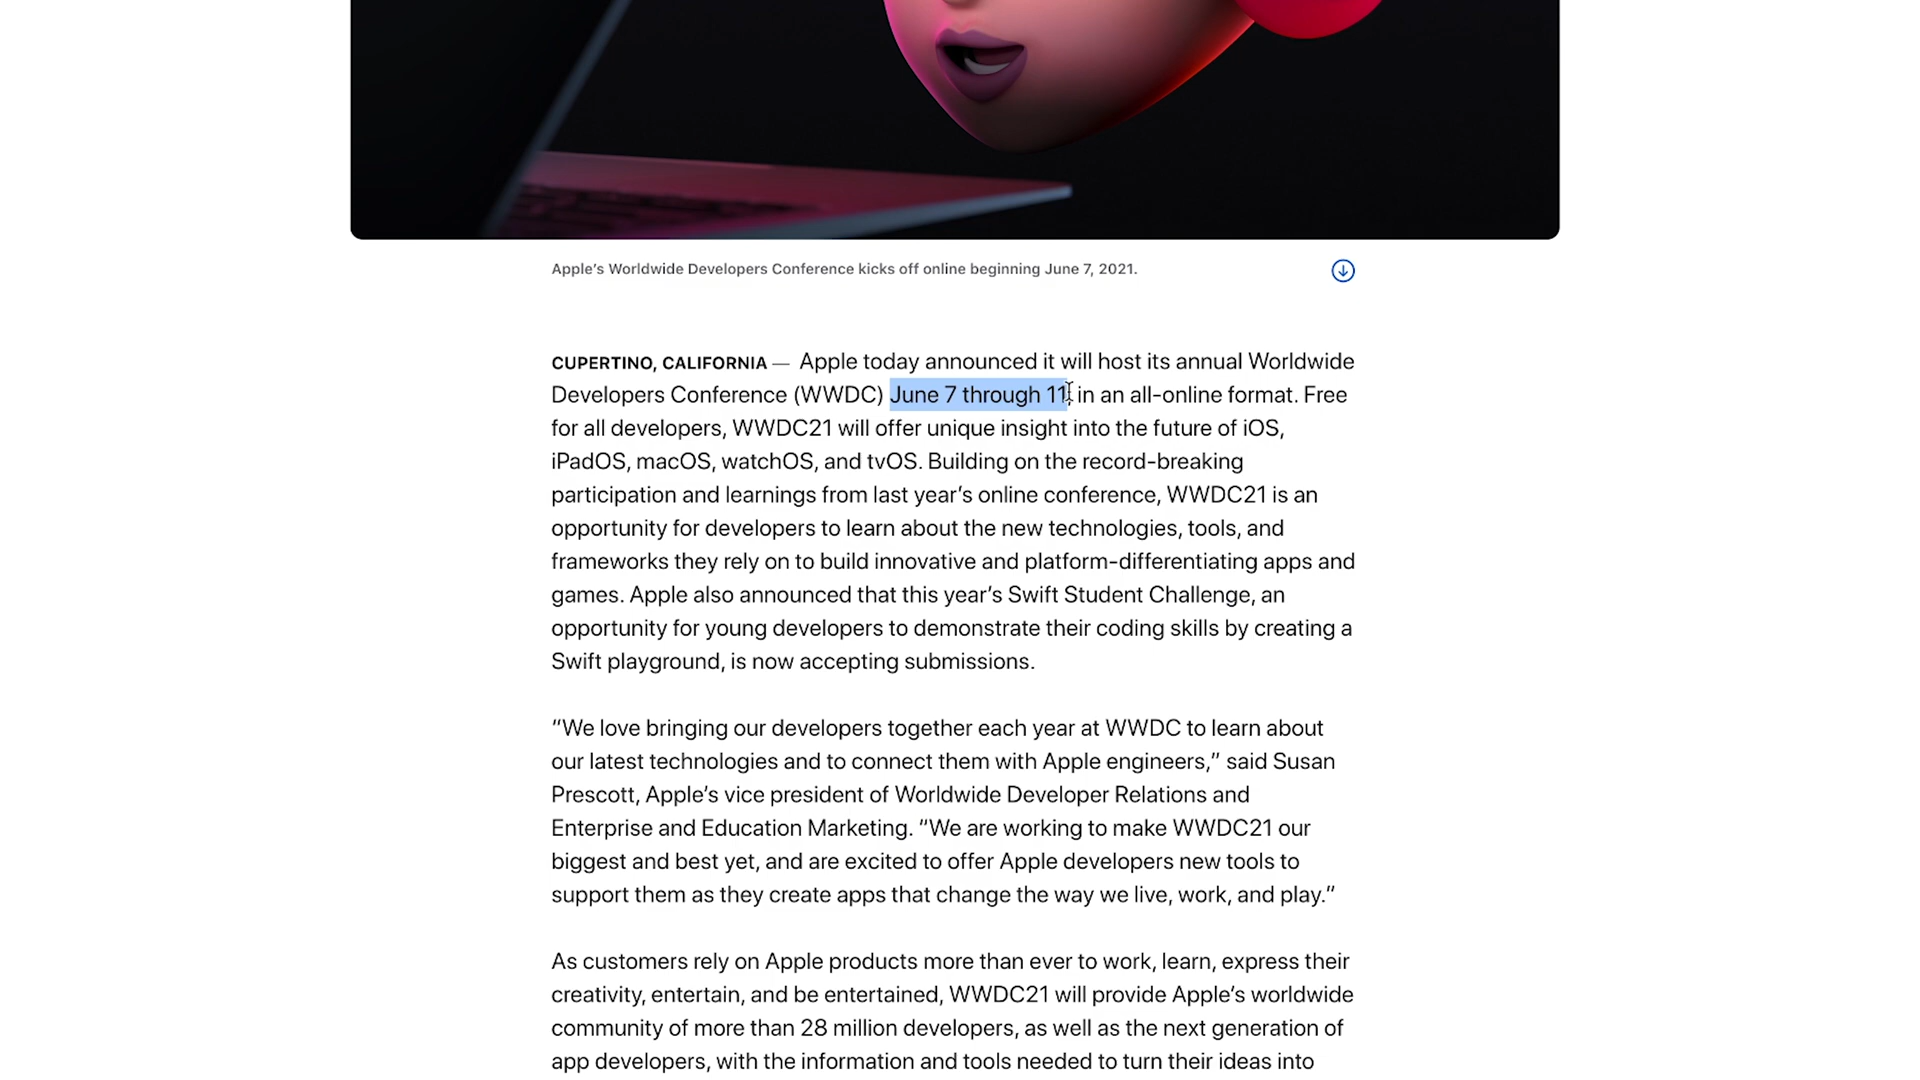 Apple’s Worldwide Developers Conference kicks off online beginning June 7, 2021.
CUPERTINO, CALIFORNIA — Apple today announced it will host its annual Worldwide
Developers Conference (WWDC) June 7 through 11, in an all-online format. Free
for all developers, WWDC21 will offer unique insight into the future of iOS,
iPadOS, macOS, watchOS, and tvOS. Building on the record-breaking
participation and learnings from last year’s online conference, WWDC21 is an
opportunity for developers to learn about the new technologies, tools, and
frameworks they rely on to build innovative and platform-differentiating apps and
games. Apple also announced that this year’s Swift Student Challenge, an
opportunity for young developers to demonstrate their coding skills by creating a
Swift playground, is now accepting submissions.
“We love bringing our developers together each year at WWDC to learn about
our latest technologies and to connect them with Apple engineers,” said Susan
Prescott, Apple’s vice president of Worldwide Developer Relations and
Enterprise and Education Marketing. “We are working to make WWDC21 our
biggest and best yet, and are excited to offer Apple developers new tools to
support them as they create apps that change the way we live, work, and play.”
As customers rely on Apple products more than ever to work, learn, express their
creativity, entertain, and be entertained, WWDC21 will provide Apple’s worldwide
community of more than 28 million developers, as well as the next generation of
app developers, with the information and tools needed to turn their ideas into